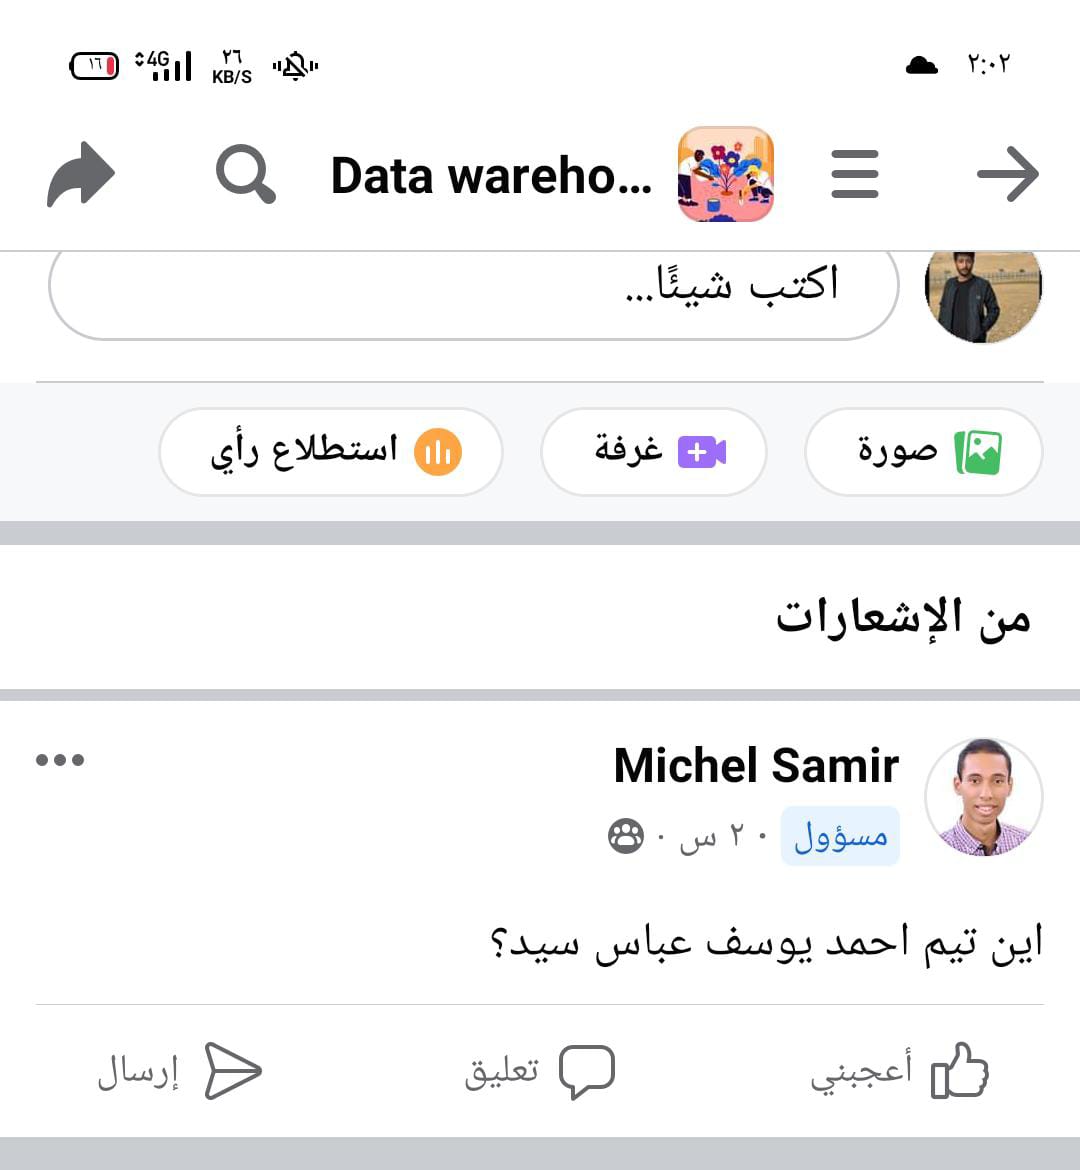 ١٦ 4G ٢٦ KB/S ٢:٠٢
Data wareho...
اكتب شيئًا...
صورة غرفة استطلاع رأي
من الإشعارات
Michel Samir
مسؤول · ٢ س ·
اين تيم احمد يوسف عباس سيد؟
أعجبني تعليق إرسال